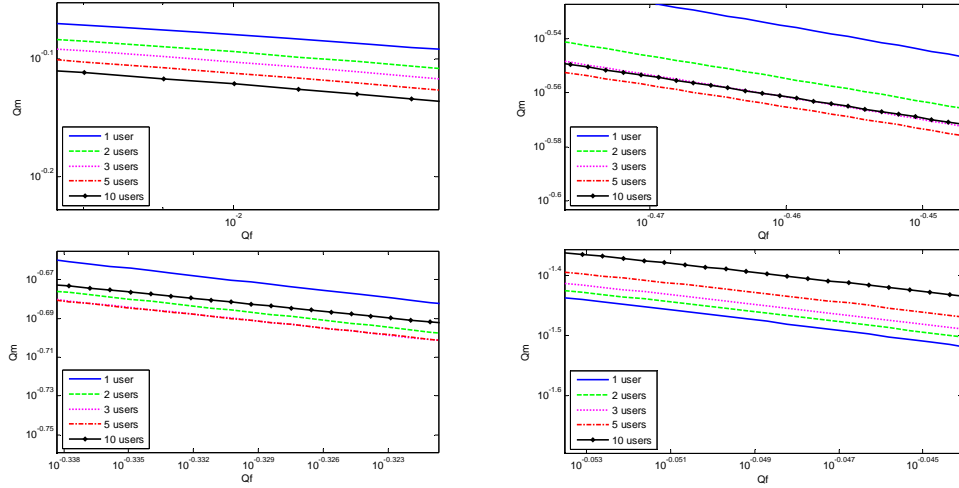 10^-0.1
10^-0.2
Qm
1 user
2 users
3 users
5 users
10 users
10^-2
Qf
10^-0.54
10^-0.56
10^-0.58
10^-0.6
Qm
1 user
2 users
3 users
5 users
10 users
10^-0.47
10^-0.46
10^-0.45
Qf
10^-0.67
10^-0.69
10^-0.71
10^-0.73
10^-0.75
Qm
1 user
2 users
3 users
5 users
10 users
10^-0.338
10^-0.335
10^-0.332
10^-0.329
10^-0.326
10^-0.323
Qf
10^-1.4
10^-1.5
10^-1.6
Qm
1 user
2 users
3 users
5 users
10 users
10^-0.053
10^-0.051
10^-0.049
10^-0.047
10^-0.045
Qf